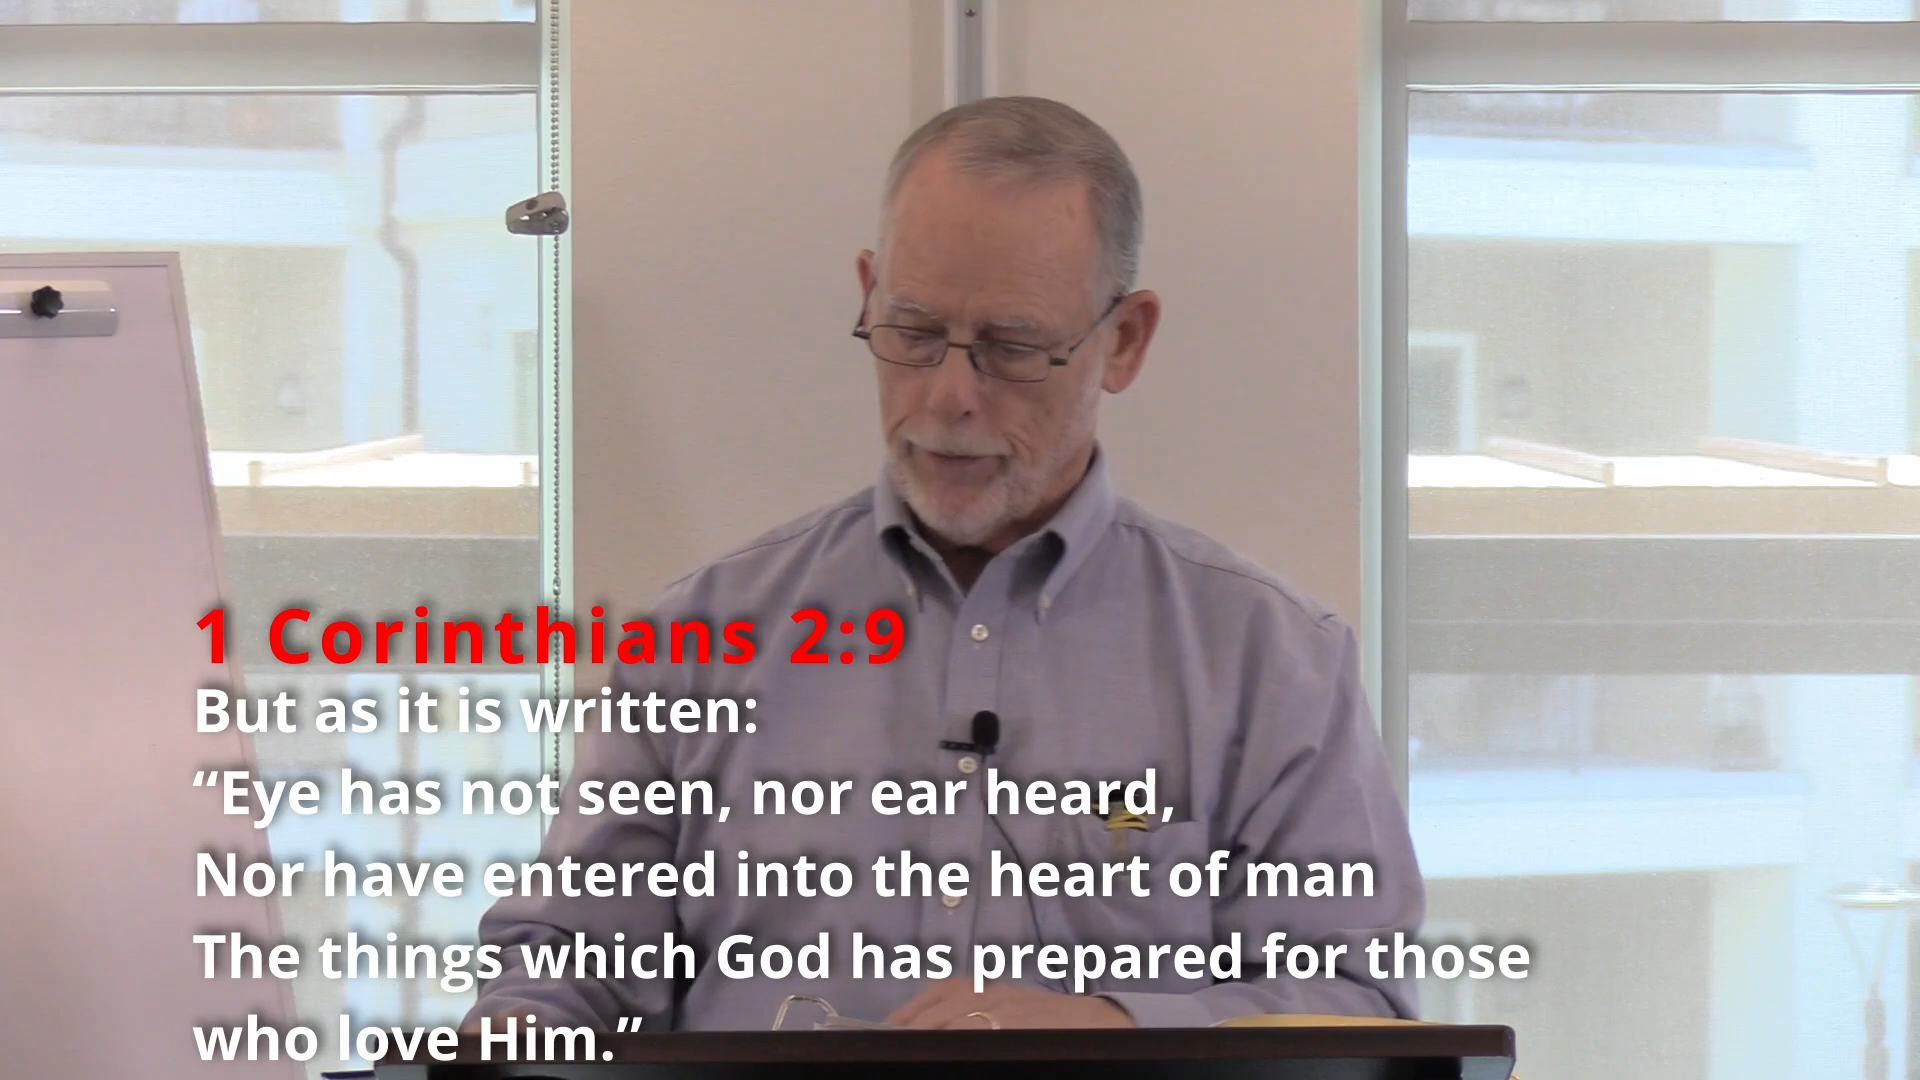 1 Corinthians 2:9
But as it is written:
“Eye has not seen, nor ear heard,
Nor have entered into the heart of man
The things which God has prepared for those
who love Him.”